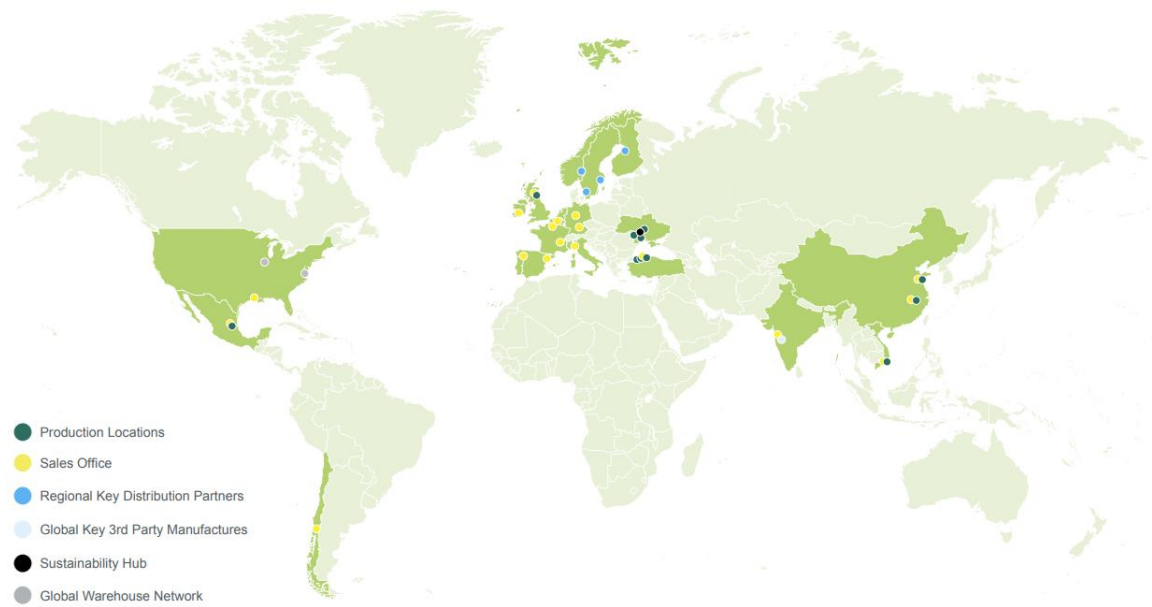 Production Locations
Sales Office
Regional Key Distribution Partners
Global Key 3rd Party Manufactures
Sustainability Hub
Global Warehouse Network